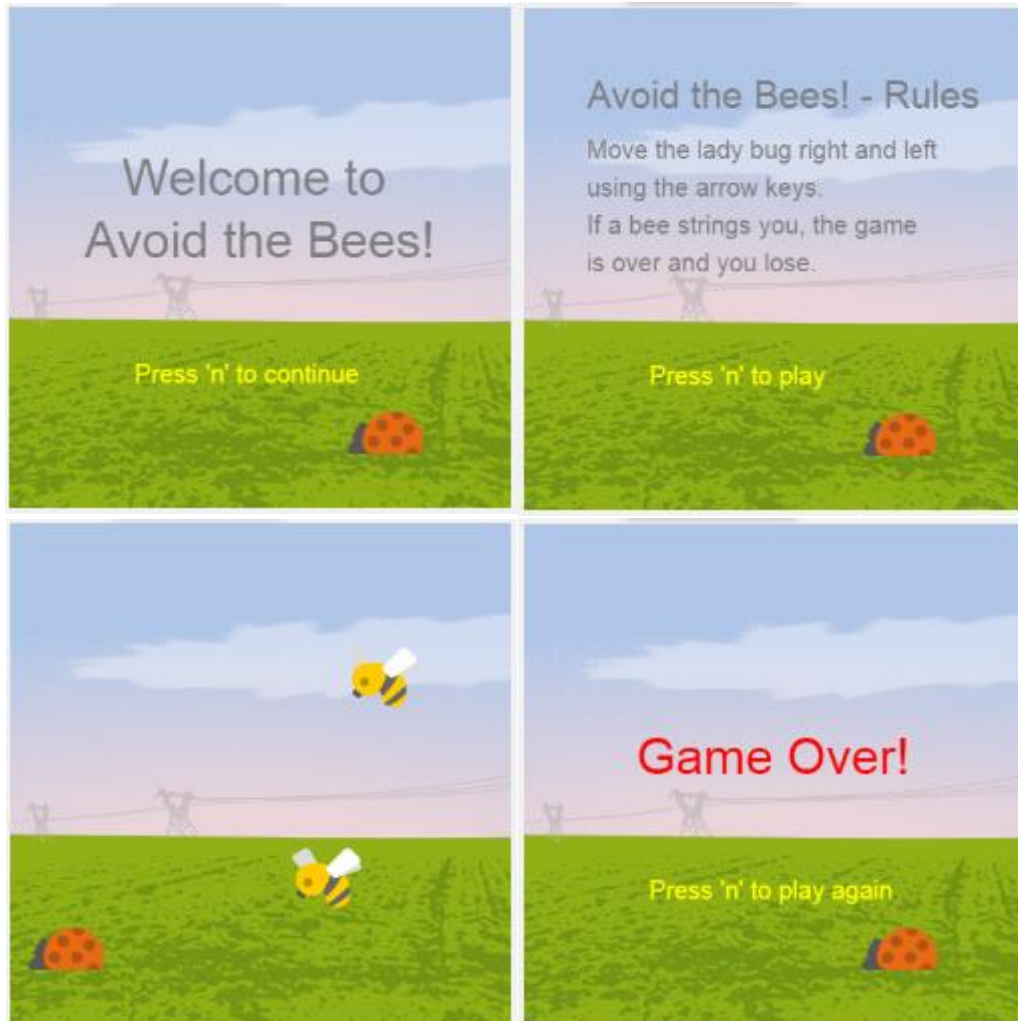 Welcome to
Avoid the Bees!
Press 'n' to continue
Avoid the Bees! - Rules
Move the lady bug right and left
using the arrow keys.
If a bee strings you, the game
is over and you lose.
Press 'n' to play
Game Over!
Press 'n' to play again